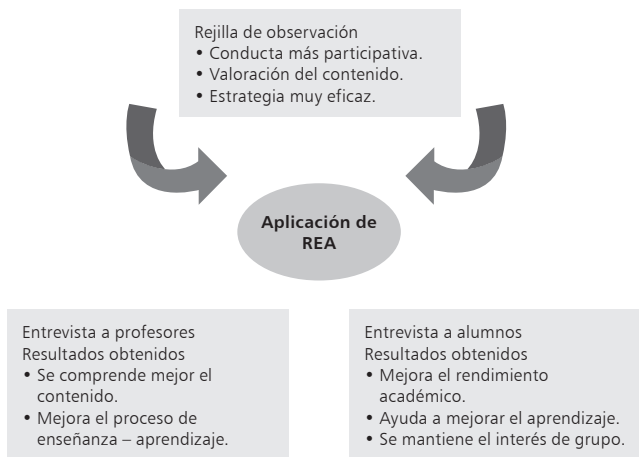 Rejilla de observación
• Conducta más participativa.
• Valoración del contenido.
• Estrategia muy eficaz.
Aplicación de
REA
Entrevista a profesores
Resultados obtenidos
• Se comprende mejor el
contenido.
• Mejora el proceso de
enseñanza – aprendizaje.
Entrevista a alumnos
Resultados obtenidos
• Mejora el rendimiento
académico.
• Ayuda a mejorar el aprendizaje.
• Se mantiene el interés de grupo.